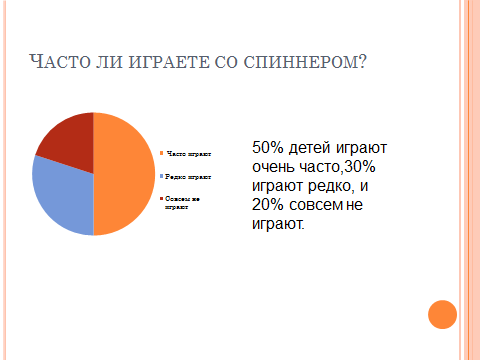 Часто ли играете со спиннером?
Часто играют
Редко играют
Совсем не
играют
50% детей играют
очень часто,30%
играют редко, и
20% совсем не
играют.